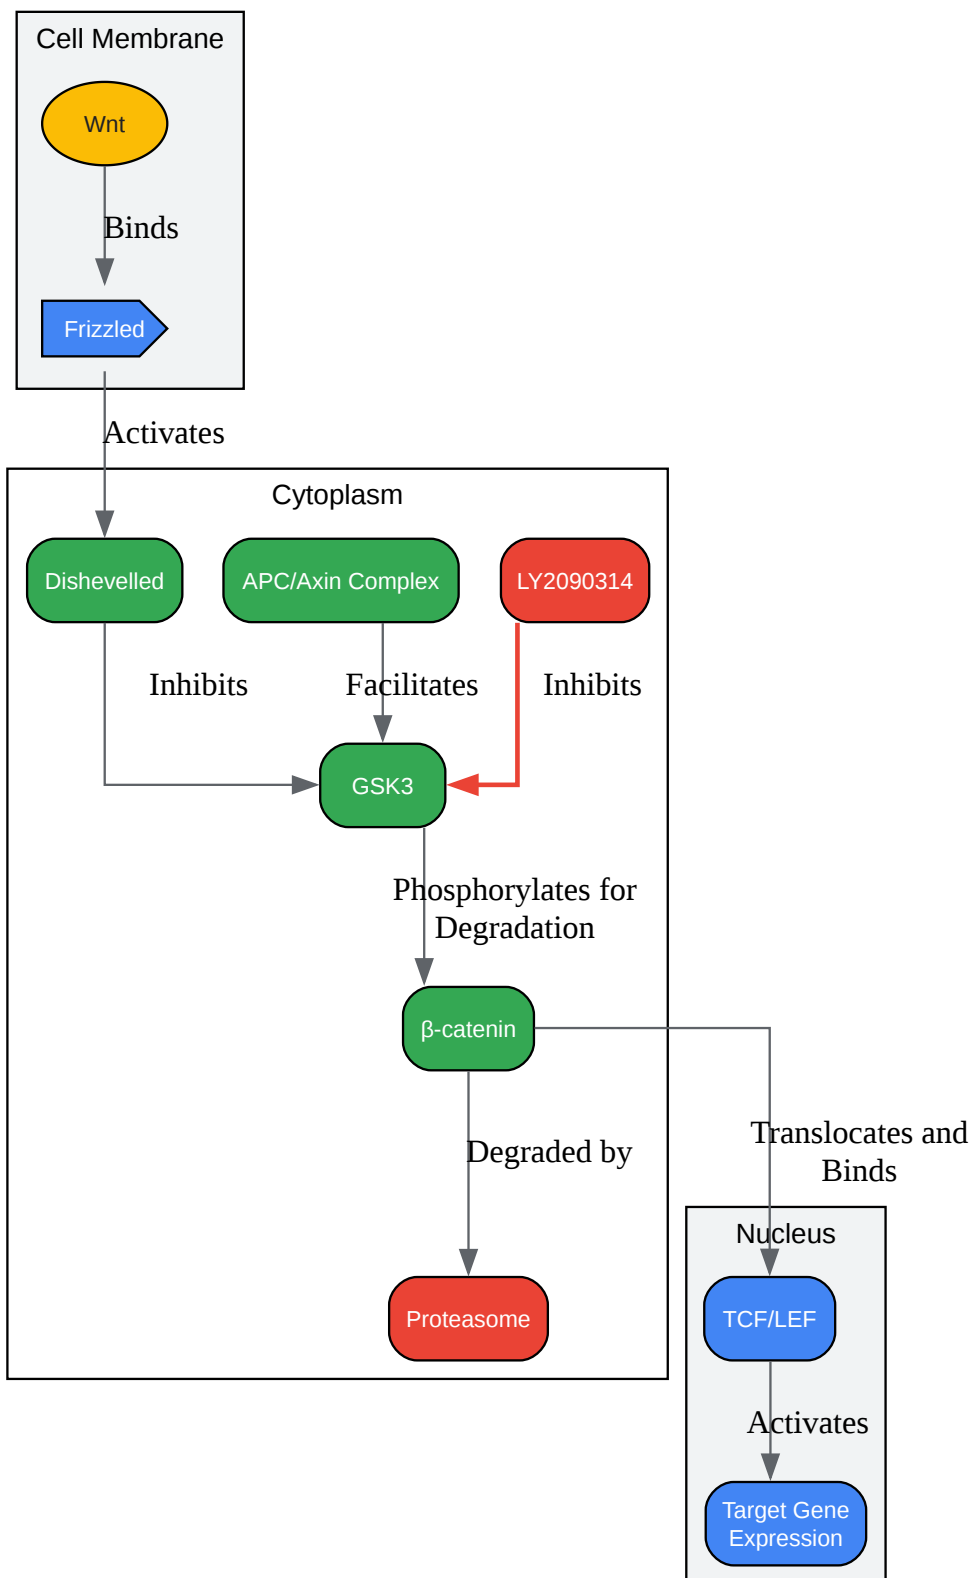 Cell Membrane
Wnt
Binds
Frizzled
Activates
Cytoplasm
Dishevelled
APC/Axin Complex
LY2090314
Inhibits
Facilitates
Inhibits
GSK3
Phosphorylates for
Degradation
β-catenin
Degraded by
Translocates and
Binds
Proteasome
Nucleus
TCF/LEF
Activates
Target Gene
Expression